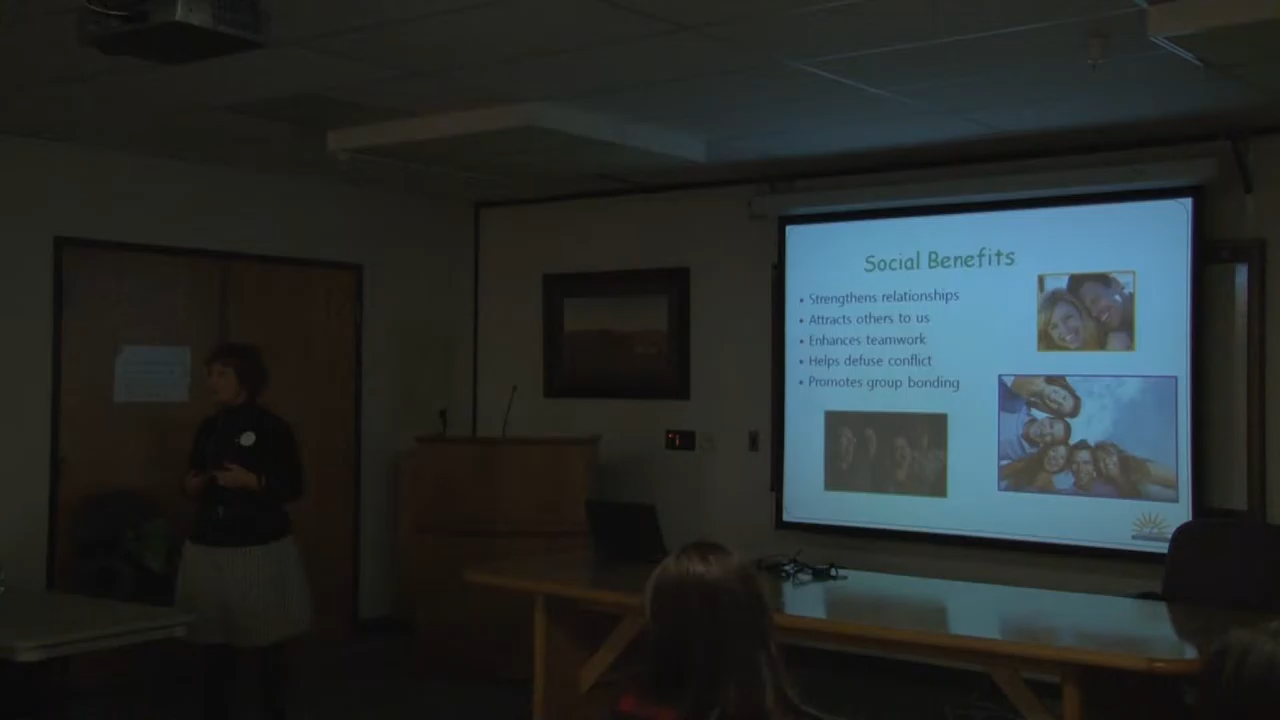 Social Benefits
• Strengthens relationships
• Attracts others to us
• Enhances teamwork
• Helps defuse conflict
• Promotes group bonding